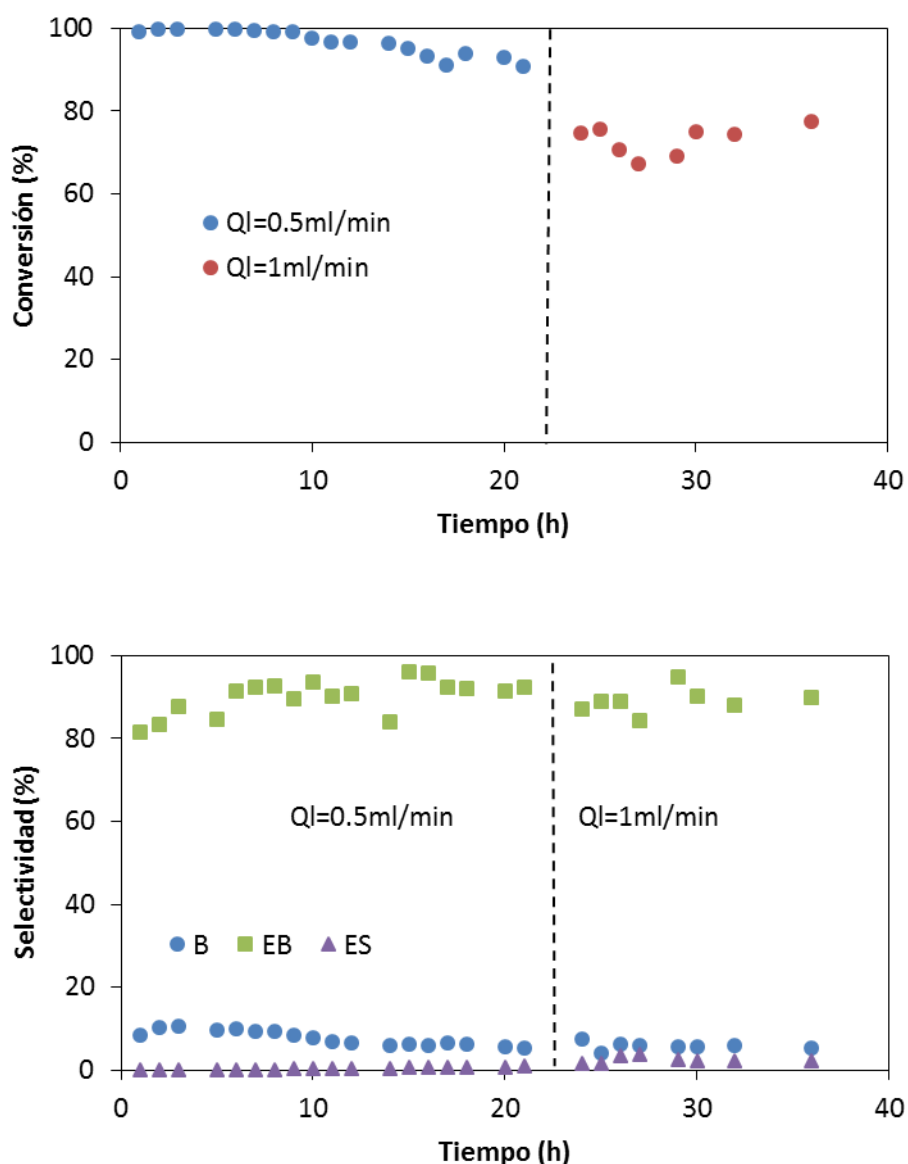 100
80
60
40
20
0
Conversión (%)
Ql=0.5ml/min
Ql=1ml/min
0 10 20 30 40
Tiempo (h)
100
80
60
40
20
0
Selectividad (%)
Ql=0.5ml/min Ql=1ml/min
B EB ES
0 10 20 30 40
Tiempo (h)